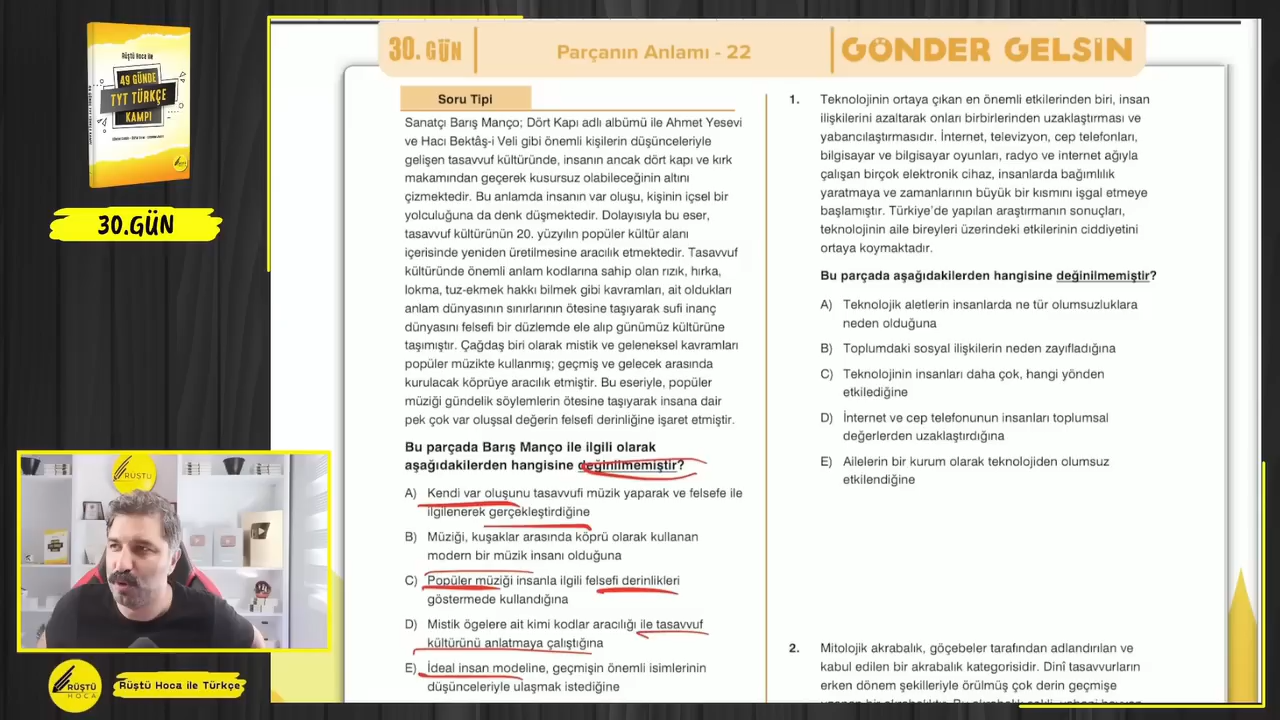 Rüştü Hoca ile
49 GÜNDE
TYT TÜRKÇE
KAMPI
30.GÜN
RÜŞTÜ
RÜŞTÜ
HOCA
Rüştü Hoca ile Türkçe
30. GÜN
Parçanın Anlamı - 22
GÖNDER GELSİN
Soru Tipi
Sanatçı Barış Manço; Dört Kapı adlı albümü ile Ahmet Yesevi
ve Hacı Bektâş-i Veli gibi önemli kişilerin düşünceleriyle
gelişen tasavvuf kültüründe, insanın ancak dört kapı ve kırk
makamından geçerek kusursuz olabileceğinin altını
çizmektedir. Bu anlamda insanın var oluşu, kişinin içsel bir
yolculuğuna da denk düşmektedir. Dolayısıyla bu eser,
tasavvuf kültürünün 20. yüzyılın popüler kültür alanı
içerisinde yeniden üretilmesine aracılık etmektedir. Tasavvuf
kültüründe önemli anlam kodlarına sahip olan rızık, hırka,
lokma, tuz-ekmek hakkı bilmek gibi kavramları, ait oldukları
anlam dünyasının sınırlarının ötesine taşıyarak sufi inanç
dünyasını felsefi bir düzlemde ele alıp günümüz kültürüne
taşımıştır. Çağdaş biri olarak mistik ve geleneksel kavramları
popüler müzikte kullanmış; geçmiş ve gelecek arasında
kurulacak köprüye aracılık etmiştir. Bu eseriyle, popüler
müziği gündelik söylemlerin ötesine taşıyarak insana dair
pek çok var oluşsal değerin felsefi derinliğine işaret etmiştir.
Bu parçada Barış Manço ile ilgili olarak
aşağıdakilerden hangisine değinilmemiştir?
A) Kendi var oluşunu tasavvufi müzik yaparak ve felsefe ile
ilgilenerek gerçekleştirdiğine
B) Müziği, kuşaklar arasında köprü olarak kullanan
modern bir müzik insanı olduğuna
C) Popüler müziği insanla ilgili felsefi derinlikleri
göstermede kullandığına
D) Mistik ögelere ait kimi kodlar aracılığı ile tasavvuf
kültürünü anlatmaya çalıştığına
E) İdeal insan modeline, geçmişin önemli isimlerinin
düşünceleriyle ulaşmak istediğine
1. Teknolojinin ortaya çıkan en önemli etkilerinden biri, insan
ilişkilerini azaltarak onları birbirlerinden uzaklaştırması ve
yabancılaştırmasıdır. İnternet, televizyon, cep telefonları,
bilgisayar ve bilgisayar oyunları, radyo ve internet ağıyla
çalışan birçok elektronik cihaz, insanlarda bağımlılık
yaratmaya ve zamanlarının büyük bir kısmını işgal etmeye
başlamıştır. Türkiye'de yapılan araştırmanın sonuçları,
teknolojinin aile bireyleri üzerindeki etkilerinin ciddiyetini
ortaya koymaktadır.
Bu parçada aşağıdakilerden hangisine değinilmemiştir?
A) Teknolojik aletlerin insanlarda ne tür olumsuzluklara
neden olduğuna
B) Toplumdaki sosyal ilişkilerin neden zayıfladığına
C) Teknolojinin insanları daha çok, hangi yönden
etkilediğine
D) İnternet ve cep telefonunun insanları toplumsal
değerlerden uzaklaştırdığına
E) Ailelerin bir kurum olarak teknolojiden olumsuz
etkilendiğine
2. Mitolojik akrabalık, göçebeler tarafından adlandırılan ve
kabul edilen bir akrabalık kategorisidir. Dinî tasavvurların
erken dönem şekilleriyle örülmüş çok derin geçmişe